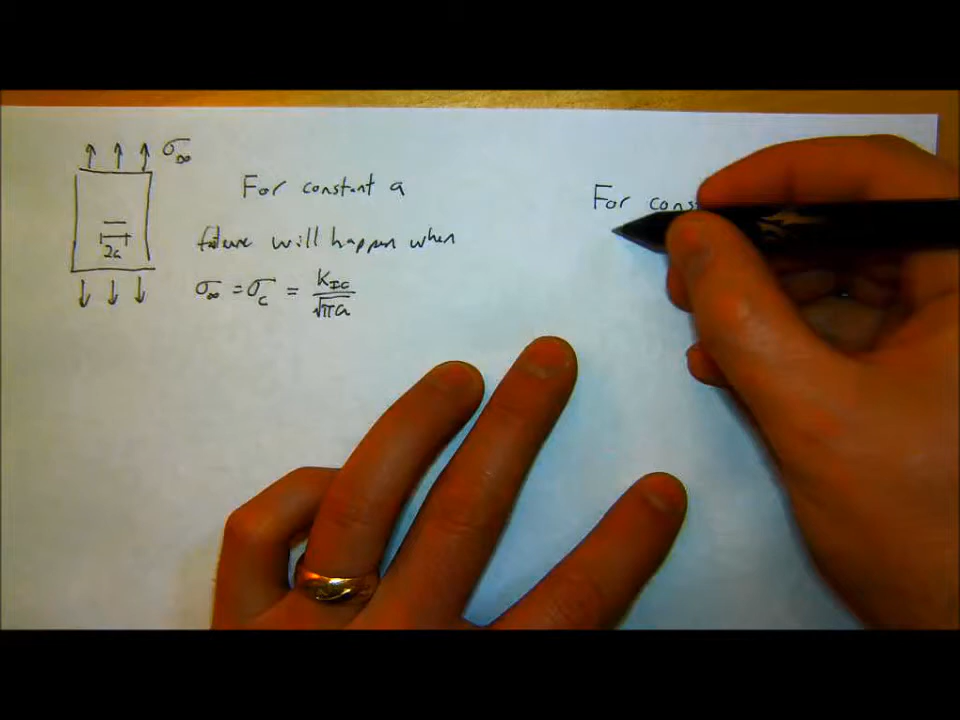 σ∞
For constant a
failure will happen when
2a
σ∞ = σc = KIC / √πa
For cons